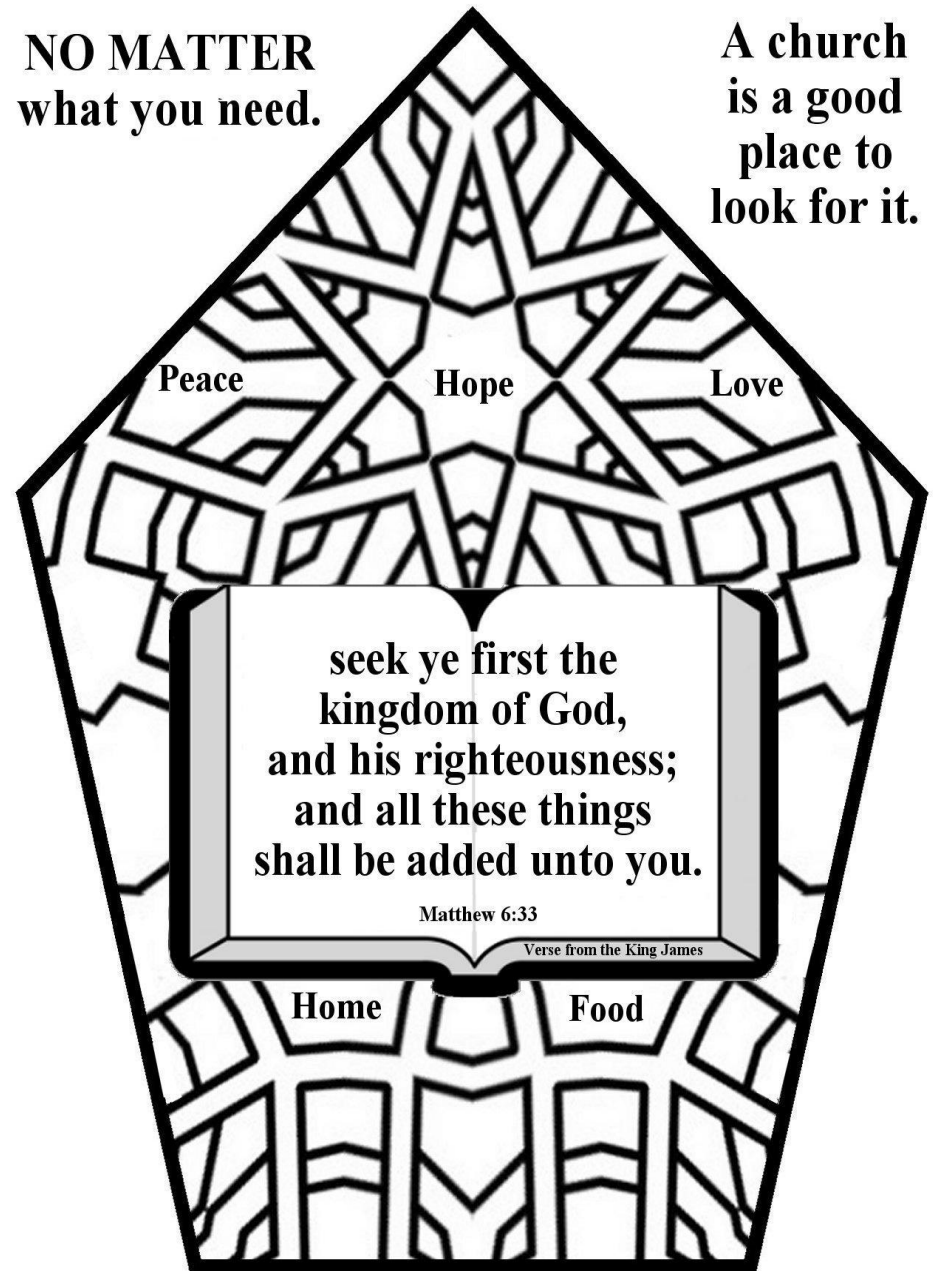 NO MATTER
what you need.
A church
is a good
place to
look for it.
Peace
Hope
Love
seek ye first the
kingdom of God,
and his righteousness;
and all these things
shall be added unto you.
Matthew 6:33
Verse from the King James
Home
Food